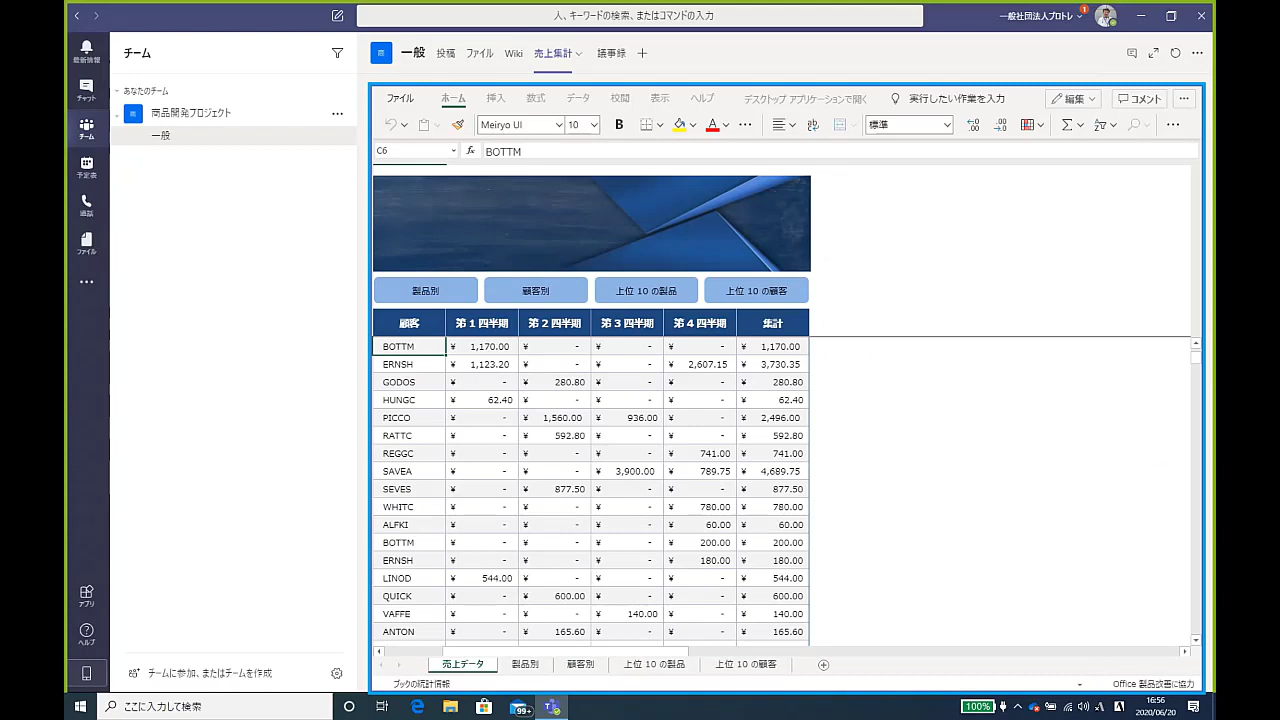 人、キーワードの検索、またはコマンドの入力
一般社団法人プロトレ
1
最新情報
チャット
チーム
予定表
通話
ファイル
アプリ
ヘルプ
チーム
あなたのチーム
商品開発プロジェクト
一般
チームに参加、またはチームを作成
商
一般 投稿 ファイル Wiki 売上集計 議事録
ファイル ホーム 挿入 数式 データ 校閲 表示 ヘルプ デスクトップ アプリケーションで開く 実行したい作業を入力 編集 コメント
Meiryo UI 10 B A 標準
C6 fx BOTTM
製品別 顧客別 上位 10 の製品 上位 10 の顧客
顧客 第 1 四半期 第 2 四半期 第 3 四半期 第 4 四半期 集計
BOTTM ¥ 1,170.00 ¥ - ¥ - ¥ - ¥ 1,170.00
ERNSH ¥ 1,123.20 ¥ - ¥ - ¥ 2,607.15 ¥ 3,730.35
GODOS ¥ - ¥ 280.80 ¥ - ¥ - ¥ 280.80
HUNGC ¥ 62.40 ¥ - ¥ - ¥ - ¥ 62.40
PICCO ¥ - ¥ 1,560.00 ¥ 936.00 ¥ - ¥ 2,496.00
RATTC ¥ - ¥ 592.80 ¥ - ¥ - ¥ 592.80
REGGC ¥ - ¥ - ¥ - ¥ 741.00 ¥ 741.00
SAVEA ¥ - ¥ - ¥ 3,900.00 ¥ 789.75 ¥ 4,689.75
SEVES ¥ - ¥ 877.50 ¥ - ¥ - ¥ 877.50
WHITC ¥ - ¥ - ¥ - ¥ 780.00 ¥ 780.00
ALFKI ¥ - ¥ - ¥ - ¥ 60.00 ¥ 60.00
BOTTM ¥ - ¥ - ¥ - ¥ 200.00 ¥ 200.00
ERNSH ¥ - ¥ - ¥ - ¥ 180.00 ¥ 180.00
LINOD ¥ 544.00 ¥ - ¥ - ¥ - ¥ 544.00
QUICK ¥ - ¥ 600.00 ¥ - ¥ - ¥ 600.00
VAFFE ¥ - ¥ - ¥ 140.00 ¥ - ¥ 140.00
ANTON ¥ - ¥ 165.60 ¥ - ¥ - ¥ 165.60
売上データ 製品別 顧客別 上位 10 の製品 上位 10 の顧客
ブックの統計情報 Office 製品改善に協力
ここに入力して検索
99+
100%
A
16:56
2020/06/20